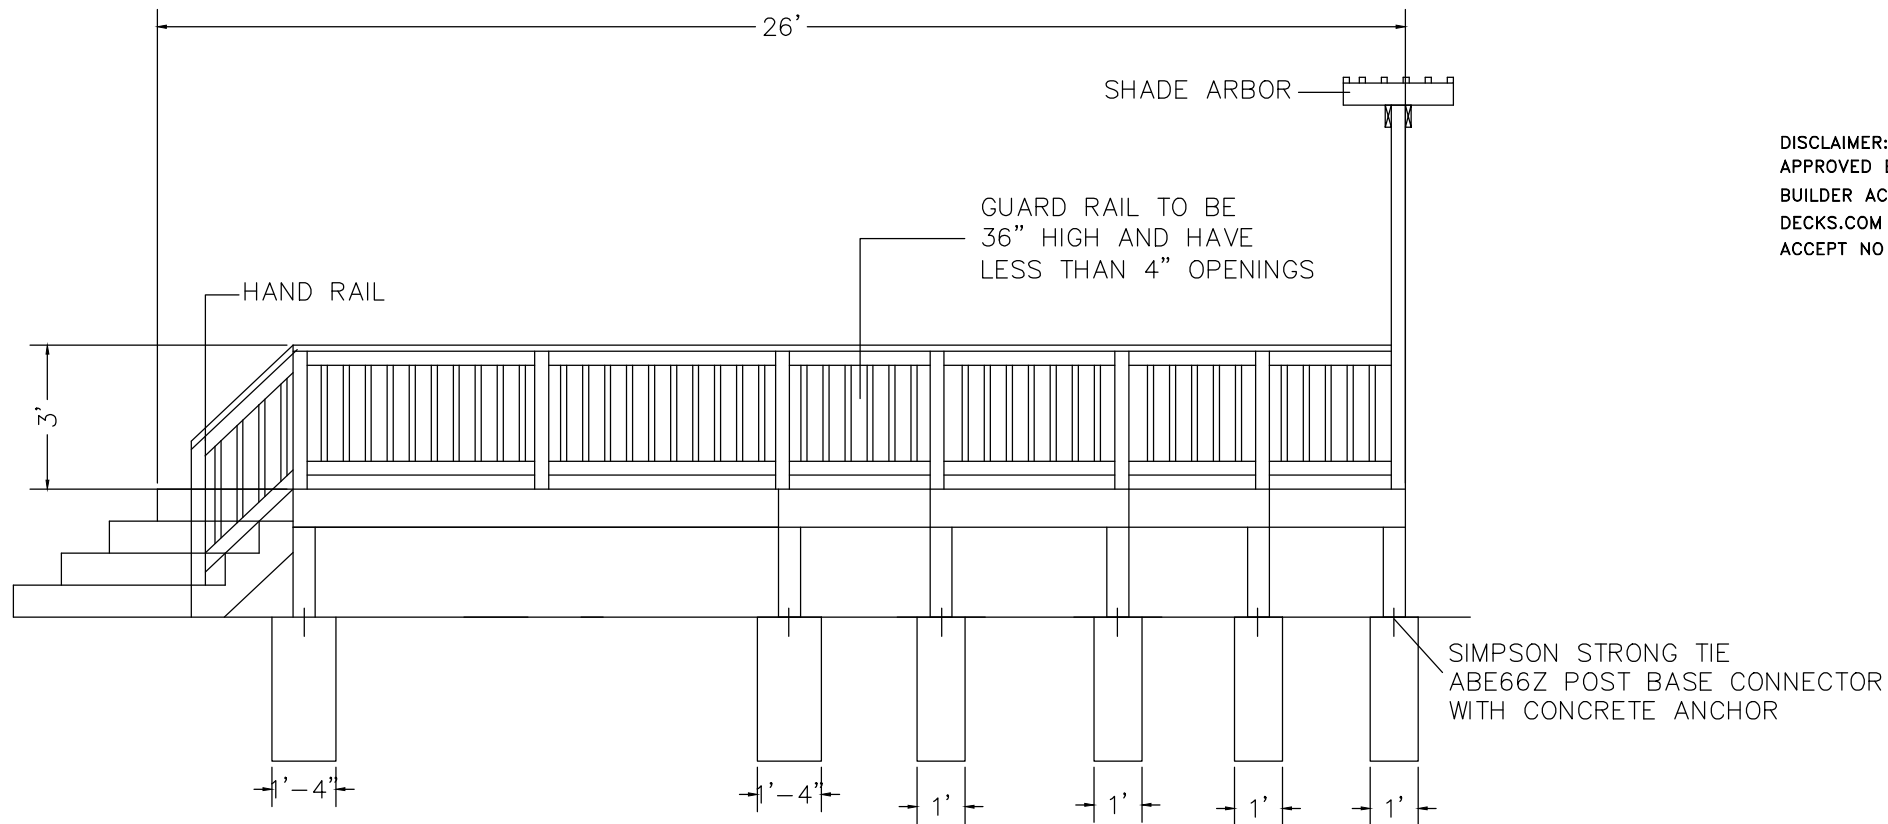 26'
SHADE ARBOR
DISCLAIMER:
APPROVED
BUILDER AC
DECKS.COM
ACCEPT NO
GUARD RAIL TO BE
36" HIGH AND HAVE
LESS THAN 4" OPENINGS
HAND RAIL
3'
SIMPSON STRONG TIE
ABE66Z POST BASE CONNECTOR
WITH CONCRETE ANCHOR
1'-4"
1'-4"
1'
1'
1'
1'